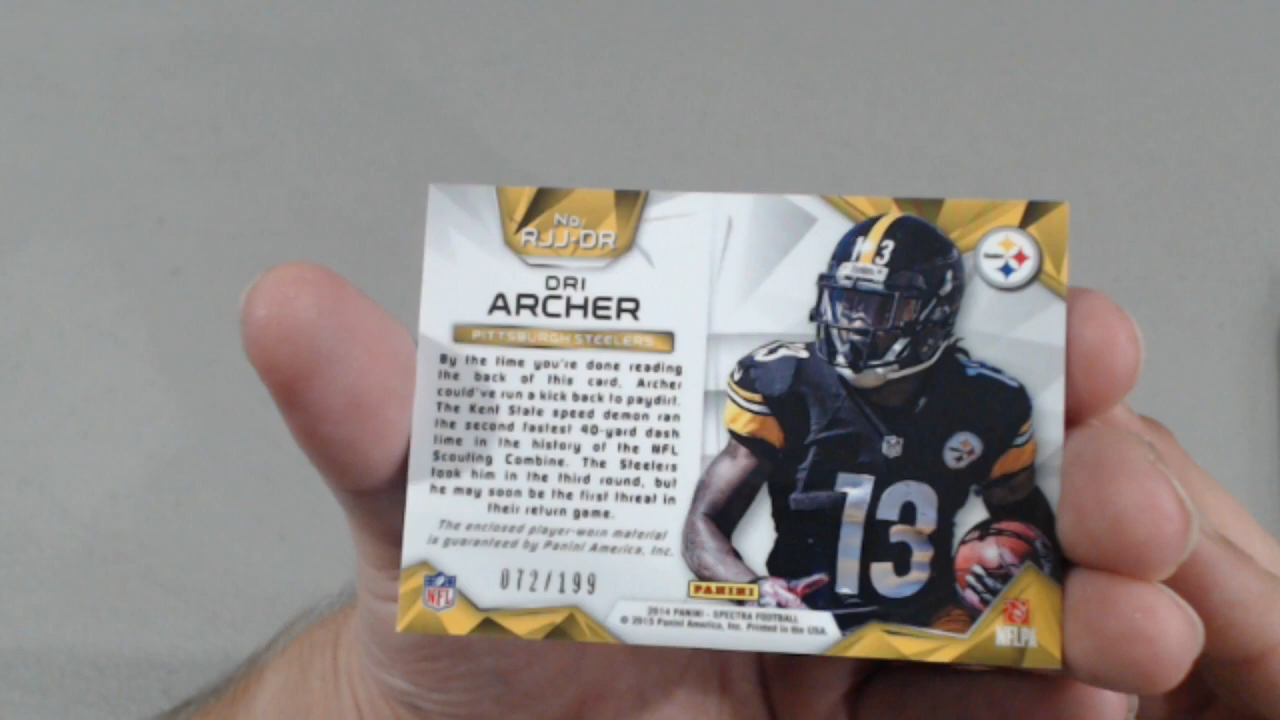 No.
RJJ-DR
DRI
ARCHER
PITTSBURGH STEELERS
By the time you're done reading
the back of this card, Archer
could've run a kick back to paydirt.
The Kent State speed demon ran
the second fastest 40-yard dash
time in the history of the NFL
Scouting Combine. The Steelers
took him in the third round, but
he may soon be the first threat in
their return game.
The enclosed player-worn material
is guaranteed by Panini America, Inc.
072/199
NFL
PANINI
2014 PANINI - SPECTRA FOOTBALL
© 2015 Panini America, Inc. Printed in the USA.
NFLPA
13
13
13